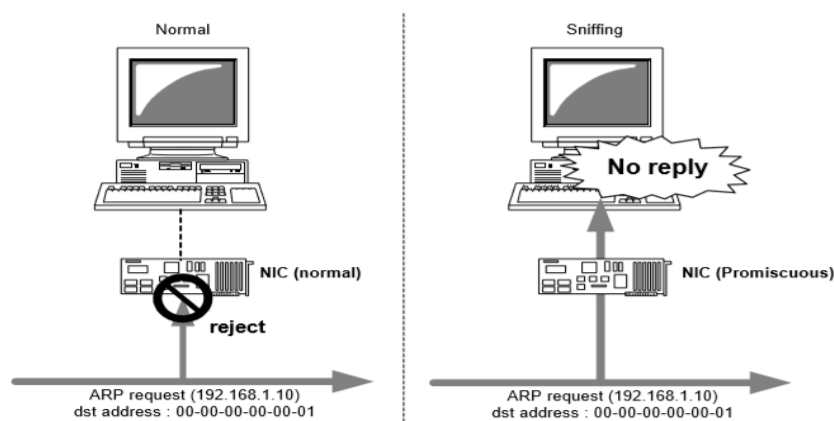 Normal
NIC (normal)
reject
ARP request (192.168.1.10)
dst address : 00-00-00-00-00-01
Sniffing
No reply
NIC (Promiscuous)
ARP request (192.168.1.10)
dst address : 00-00-00-00-00-01